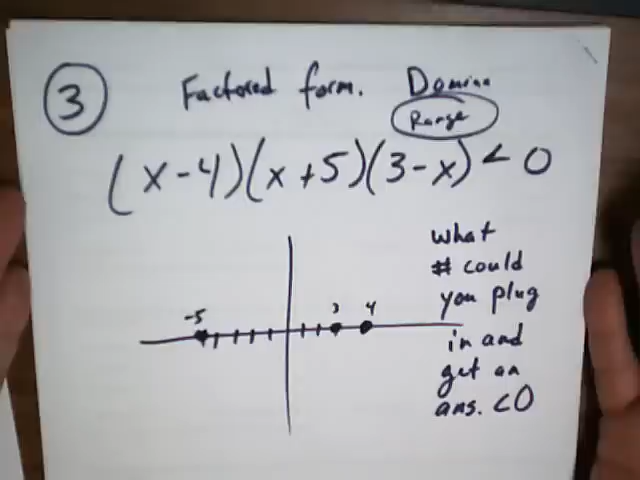 3 Factored form. Domain
Range
(x-4)(x+5)(3-x) < 0
What
# could
you plug
in and
get an
ans. <0
-5 3 4